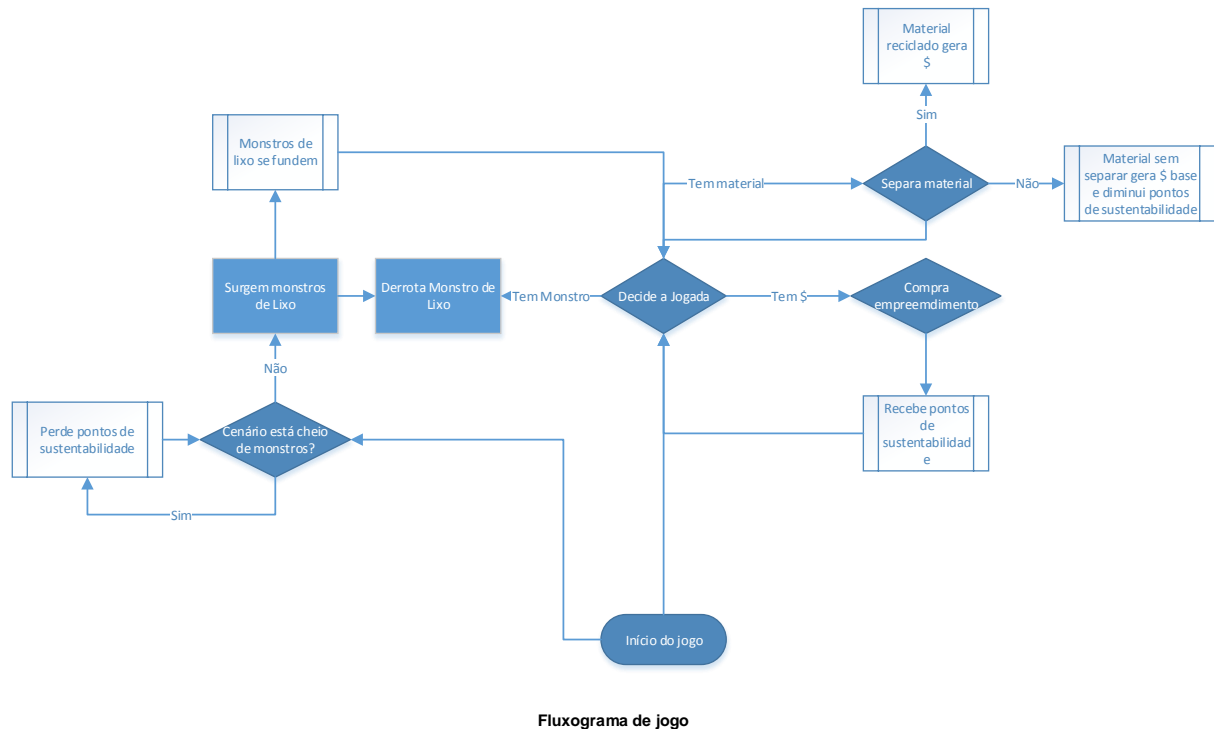 Material
reciclado gera
$
Sim
Monstros de
lixo se fundem
Tem material
Separa material
Não
Material sem
separar gera $ base
e diminui pontos
de sustentabilidade
Surgem monstros
de Lixo
Derrota Monstro de
Lixo
Tem Monstro
Decide a Jogada
Tem $
Compra
empreemdimento
Não
Perde pontos de
sustentabilidade
Cenário está cheio
de monstros?
Recebe pontos
de
sustentabilidad
e
Sim
Início do jogo
Fluxograma de jogo